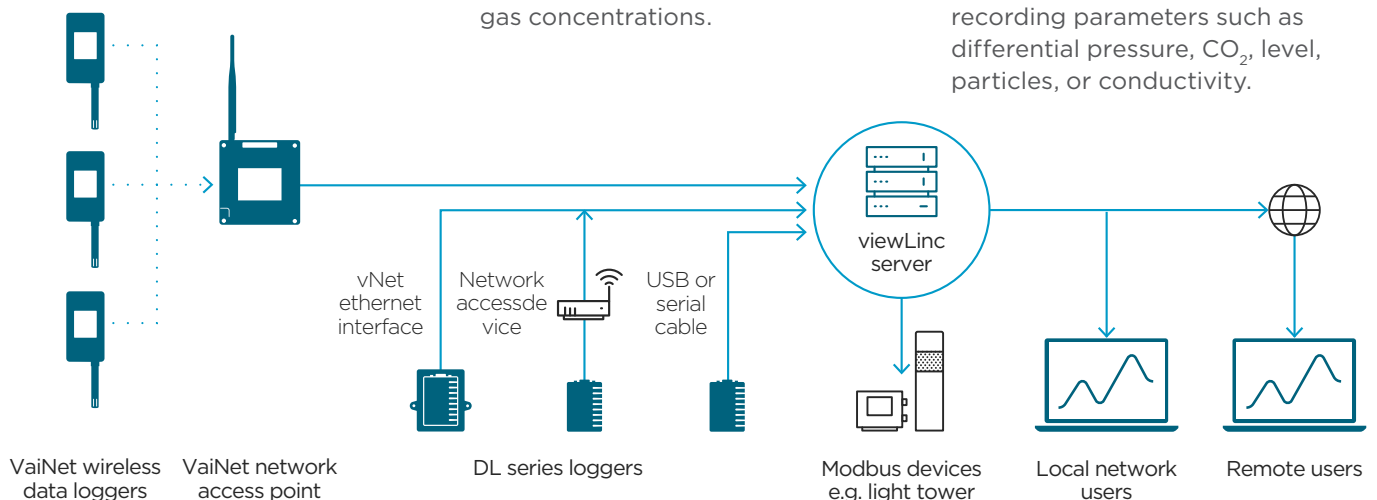 gas concentrations.
recording parameters such as
differential pressure, CO₂, level,
particles, or conductivity.
viewLinc
server
vNet
ethernet
interface
Network
accessde
vice
USB or
serial
cable
VaiNet wireless
data loggers
VaiNet network
access point
DL series loggers
Modbus devices
e.g. light tower
Local network
users
Remote users